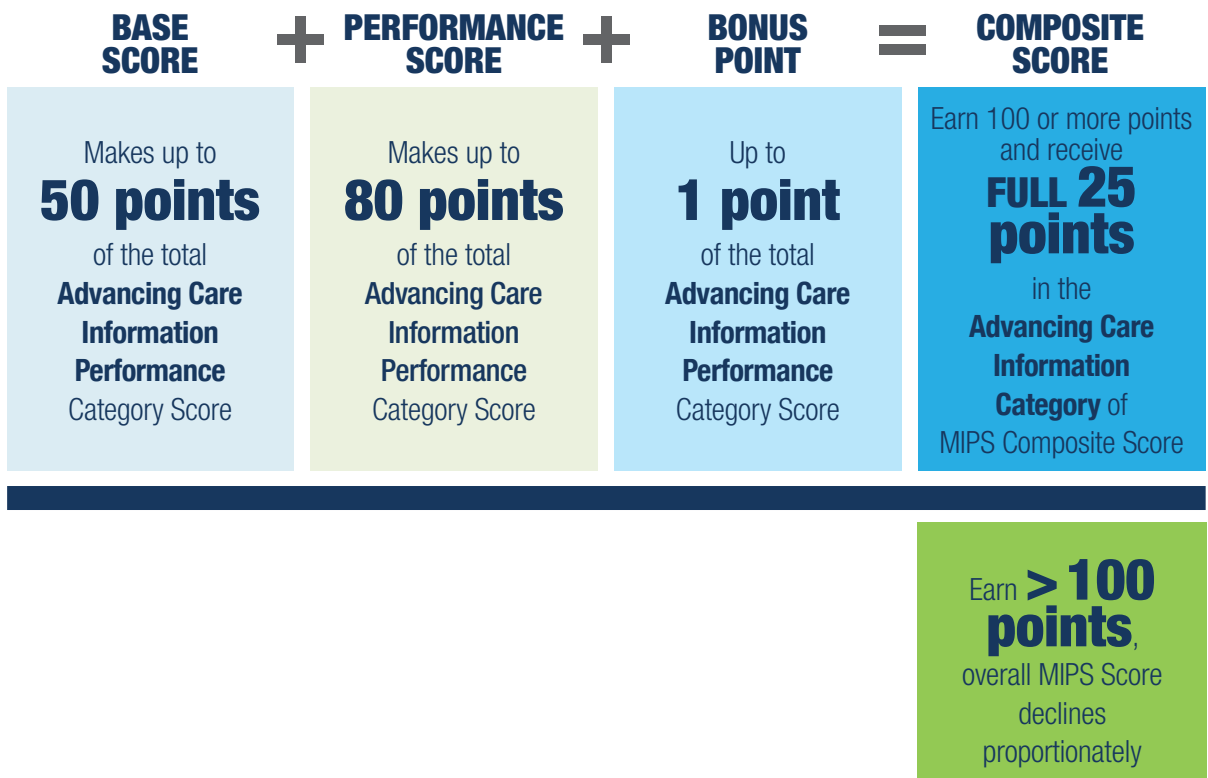 BASE
SCORE
+
PERFORMANCE
SCORE
+
BONUS
POINT
=
COMPOSITE
SCORE
Makes up to
50 points
of the total
Advancing Care
Information
Performance
Category Score
Makes up to
80 points
of the total
Advancing Care
Information
Performance
Category Score
Up to
1 point
of the total
Advancing Care
Information
Performance
Category Score
Earn 100 or more points
and receive
FULL 25
points
in the
Advancing Care
Information
Category of
MIPS Composite Score
Earn > 100
points,
overall MIPS Score
declines
proportionately